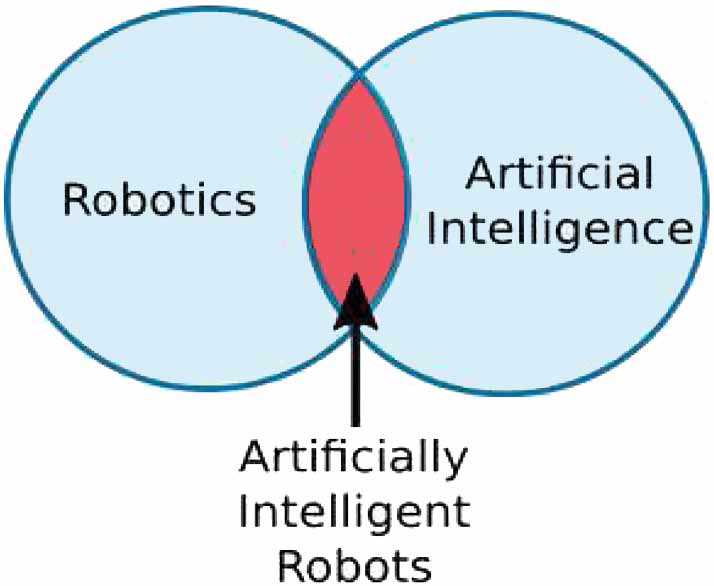 Robotics
Artificial
Intelligence
Artificially
Intelligent
Robots